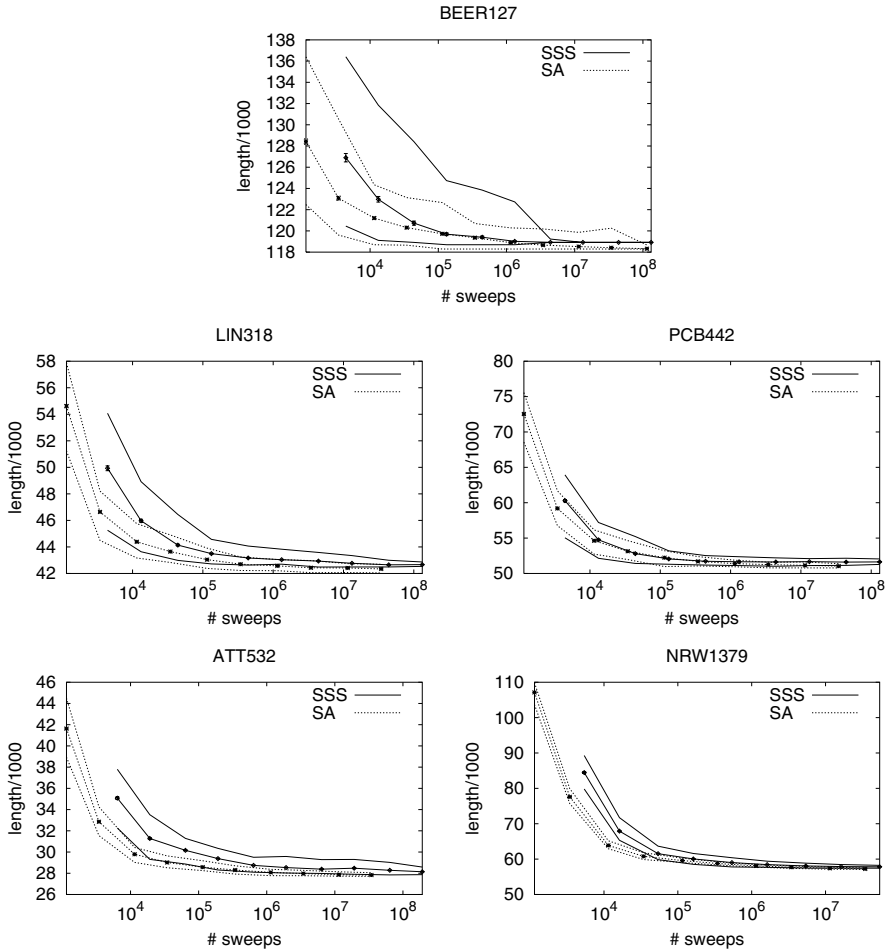 BEER127
138
136
134
132
130
128
126
124
122
120
118
length/1000
SSS
SA
10^4 10^5 10^6 10^7 10^8
# sweeps
LIN318
58
56
54
52
50
48
46
44
42
length/1000
SSS
SA
10^4 10^5 10^6 10^7 10^8
# sweeps
PCB442
80
75
70
65
60
55
50
length/1000
SSS
SA
10^4 10^5 10^6 10^7 10^8
# sweeps
ATT532
46
44
42
40
38
36
34
32
30
28
26
length/1000
SSS
SA
10^4 10^5 10^6 10^7 10^8
# sweeps
NRW1379
110
100
90
80
70
60
50
length/1000
SSS
SA
10^4 10^5 10^6 10^7
# sweeps